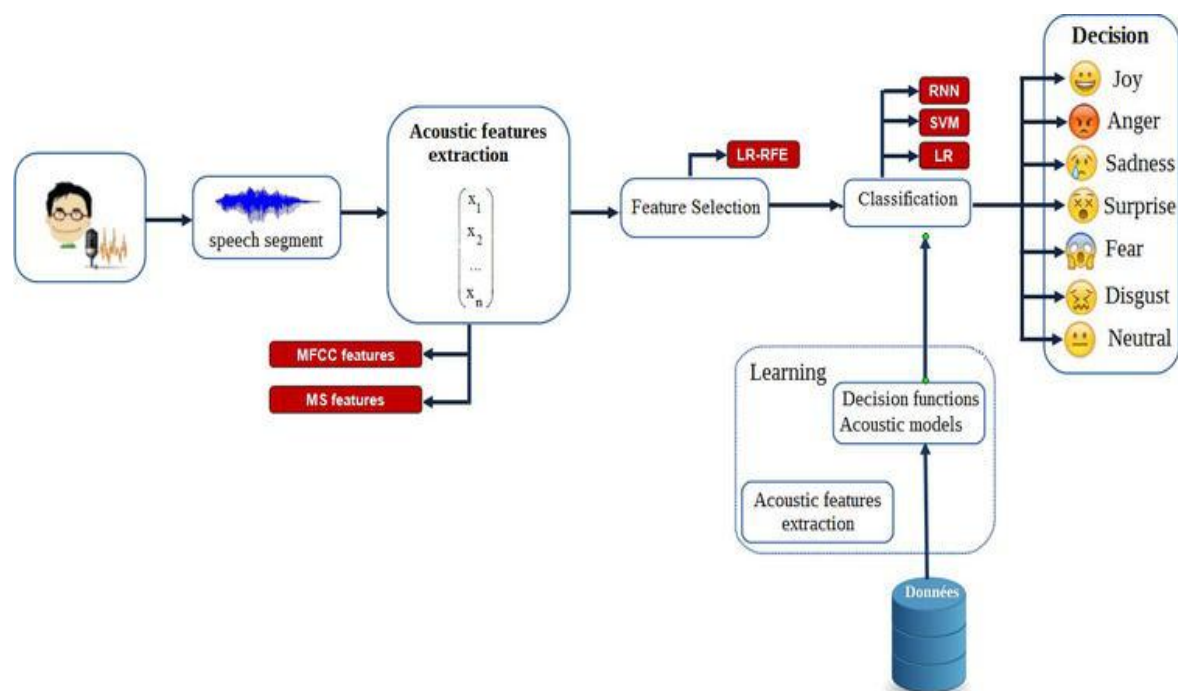 speech segment
Acoustic features
extraction
x1
x2
...
xn
MFCC features
MS features
LR-RFE
Feature Selection
RNN
SVM
LR
Classification
Decision
Joy
Anger
Sadness
Surprise
Fear
Disgust
Neutral
Learning
Decision functions
Acoustic models
Acoustic features
extraction
Données